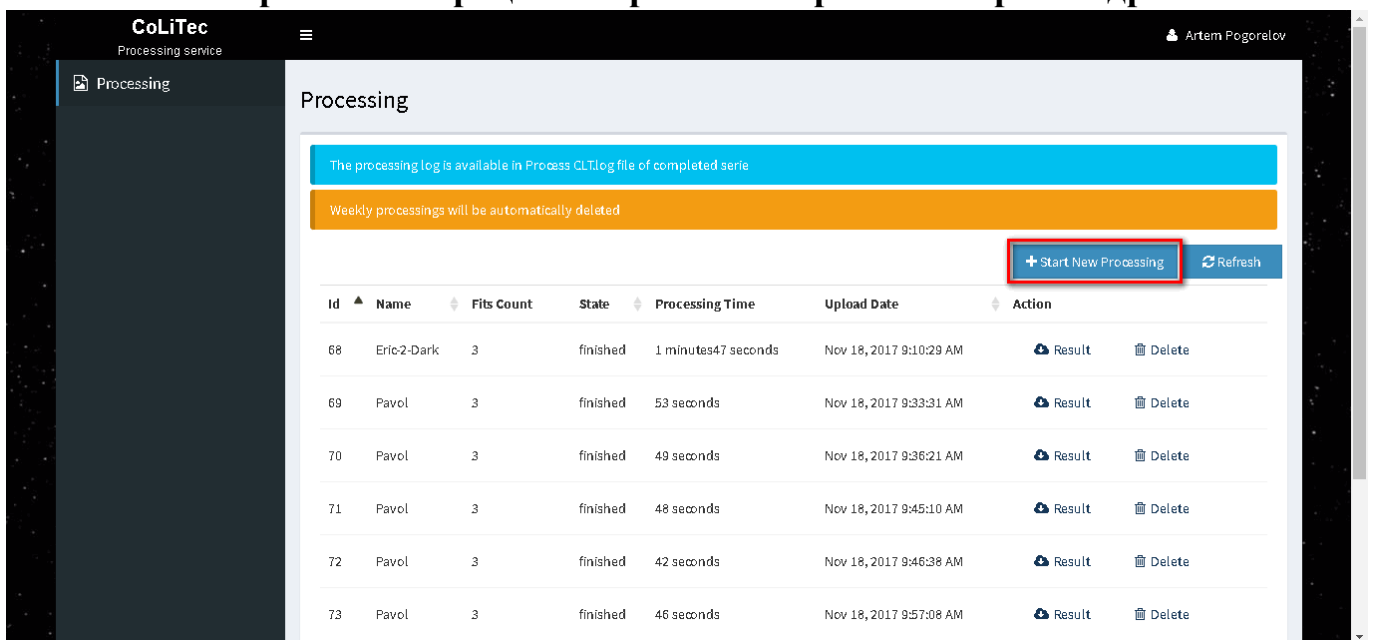 CoLiTec
Processing service
Artem Pogorelov
Processing
Processing
The processing log is available in Process CLT.log file of completed serie
Weekly processings will be automatically deleted
Start New Processing Refresh
Id Name Fits Count State Processing Time Upload Date Action
68 Eric-2-Dark 3 finished 1 minutes47 seconds Nov 18, 2017 9:10:29 AM Result Delete
69 Pavol 3 finished 53 seconds Nov 18, 2017 9:33:31 AM Result Delete
70 Pavol 3 finished 49 seconds Nov 18, 2017 9:36:21 AM Result Delete
71 Pavol 3 finished 48 seconds Nov 18, 2017 9:45:10 AM Result Delete
72 Pavol 3 finished 42 seconds Nov 18, 2017 9:46:38 AM Result Delete
73 Pavol 3 finished 46 seconds Nov 18, 2017 9:57:08 AM Result Delete